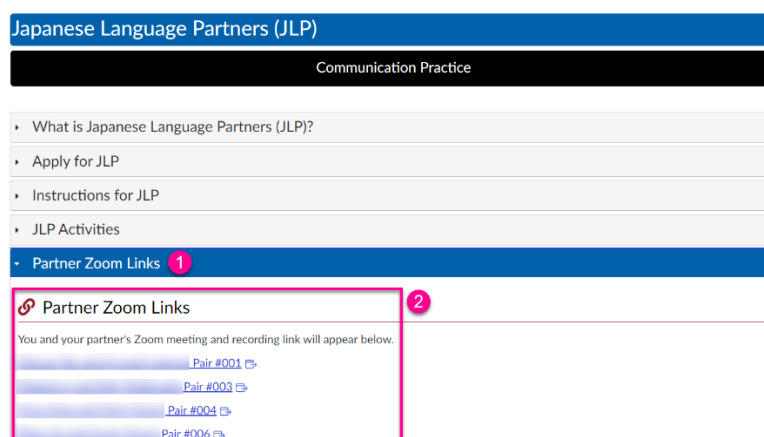 Japanese Language Partners (JLP)
Communication Practice
What is Japanese Language Partners (JLP)?
Apply for JLP
Instructions for JLP
JLP Activities
Partner Zoom Links 1
2
Partner Zoom Links
You and your partner's Zoom meeting and recording link will appear below.
Pair #001
Pair #003
Pair #004
Pair #006